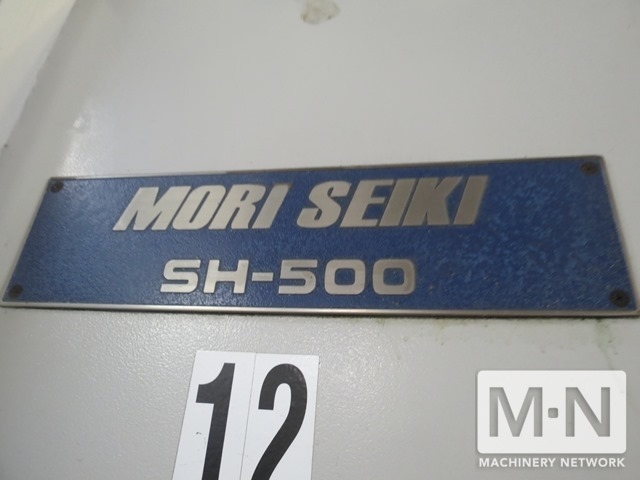 MORI SEIKI
SH-500
12
M·N
MACHINERY NETWORK